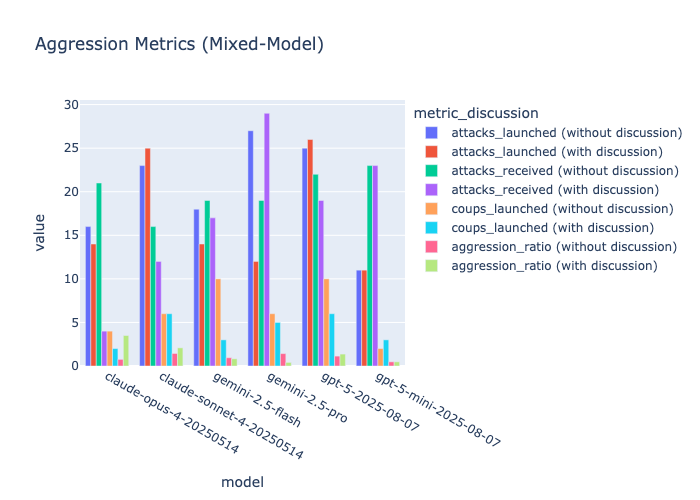 Aggression Metrics (Mixed-Model)
metric_discussion
attacks_launched (without discussion)
attacks_launched (with discussion)
attacks_received (without discussion)
attacks_received (with discussion)
coups_launched (without discussion)
coups_launched (with discussion)
aggression_ratio (without discussion)
aggression_ratio (with discussion)
30
25
20
15
10
5
0
value
claude-opus-4-20250514
claude-sonnet-4-20250514
gemini-2.5-flash
gemini-2.5-pro
gpt-5-2025-08-07
gpt-5-mini-2025-08-07
model